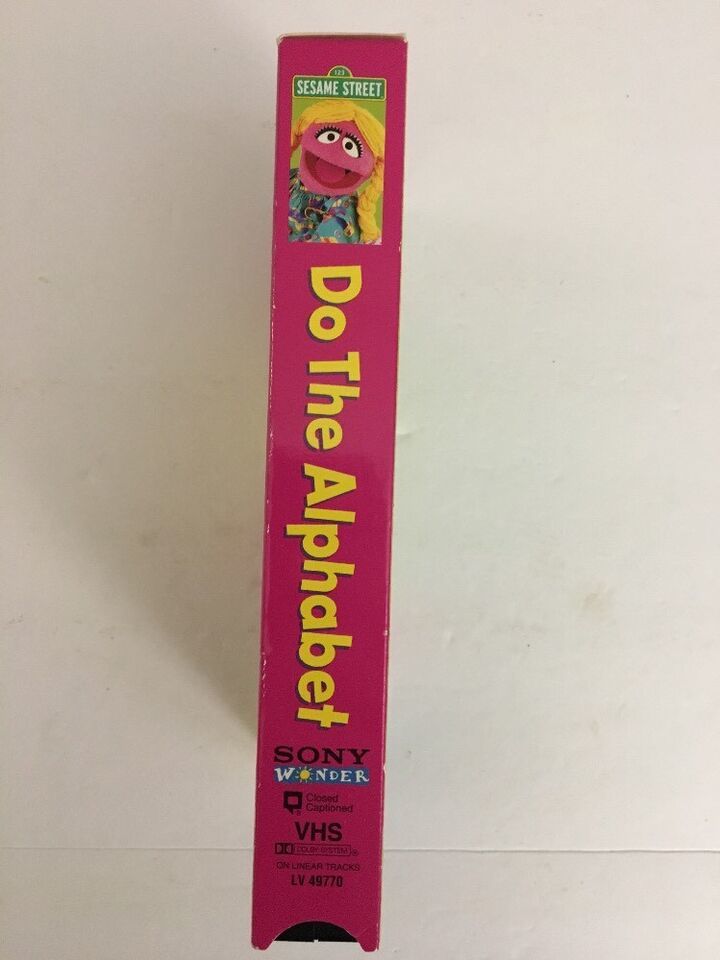 123
SESAME STREET
Do The Alphabet
SONY
WONDER
Closed
Captioned
VHS
DOLBY SYSTEM ®
ON LINEAR TRACKS
LV 49770